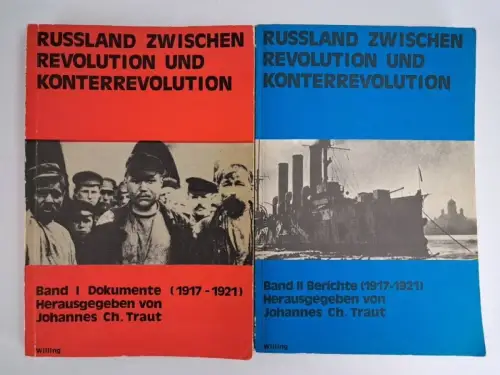 RUSSLAND ZWISCHEN
REVOLUTION UND
KONTERREVOLUTION
Band I Dokumente (1917-1921)
Herausgegeben von
Johannes Ch. Traut
Willing
RUSSLAND ZWISCHEN
REVOLUTION UND
KONTERREVOLUTION
Band II Berichte (1917-1921)
Herausgegeben von
Johannes Ch. Traut
Willing